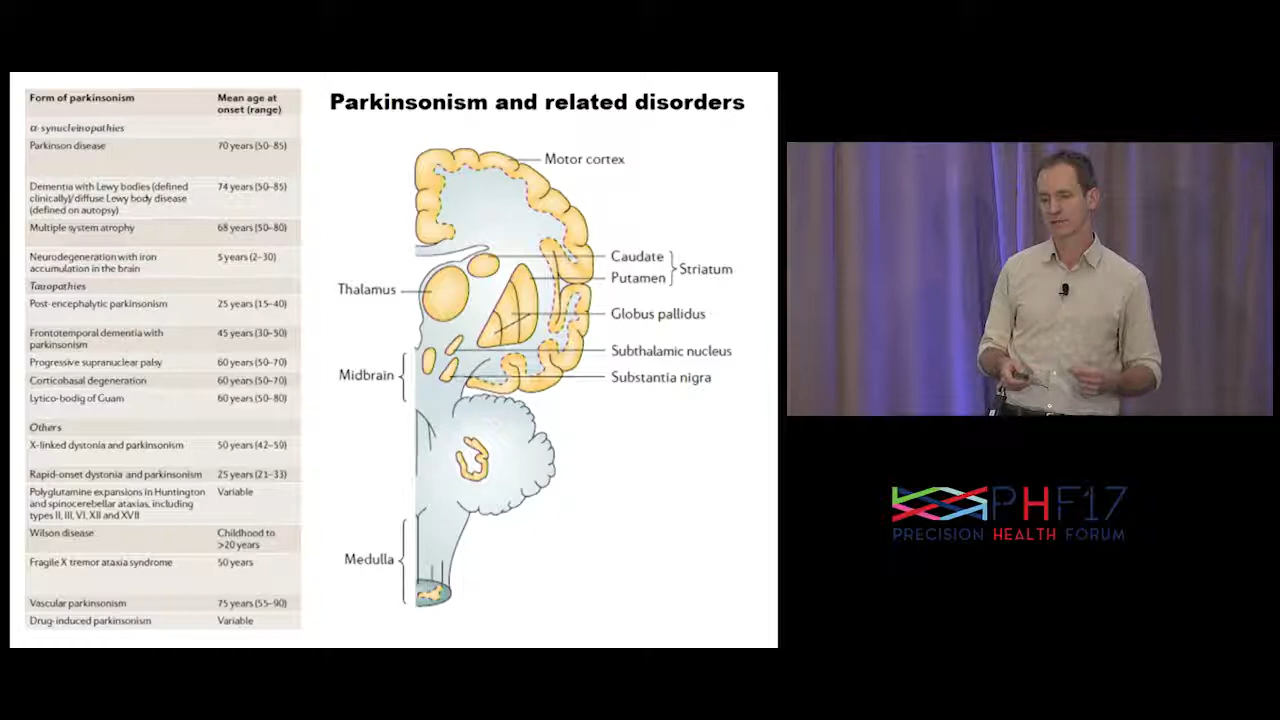 Parkinsonism and related disorders
Form of parkinsonism
Mean age at
onset (range)
α-synucleinopathies
Parkinson disease
70 years (50–85)
Dementia with Lewy bodies (defined
clinically)/diffuse Lewy body disease
(defined on autopsy)
74 years (50–85)
Multiple system atrophy
68 years (50–80)
Neurodegeneration with iron
accumulation in the brain
5 years (2–30)
Tauopathies
Post-encephalytic parkinsonism
25 years (15–40)
Frontotemporal dementia with
parkinsonism
45 years (30–50)
Progressive supranuclear palsy
60 years (50–70)
Corticobasal degeneration
60 years (50–70)
Lytico-bodig of Guam
60 years (50–80)
Others
X-linked dystonia and parkinsonism
50 years (42–59)
Rapid-onset dystonia and parkinsonism
25 years (21–33)
Polyglutamine expansions in Huntington
and spinocerebellar ataxias, including
types II, III, VI, XII and XVII
Variable
Wilson disease
Childhood to
>20 years
Fragile X tremor ataxia syndrome
50 years
Vascular parkinsonism
75 years (55–90)
Drug-induced parkinsonism
Variable
Motor cortex
Caudate
Putamen
Striatum
Thalamus
Globus pallidus
Subthalamic nucleus
Midbrain
Substantia nigra
Medulla
PHF17
PRECISION HEALTH FORUM